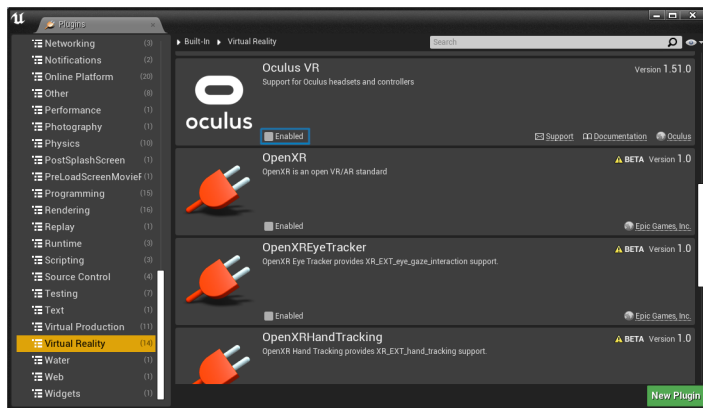 Plugins
Networking (3)
Notifications (2)
Online Platform (20)
Other (8)
Performance (1)
Photography (1)
Physics (10)
PostSplashScreen (1)
PreLoadScreenMovieF (1)
Programming (15)
Rendering (16)
Replay (1)
Runtime (3)
Scripting (3)
Source Control (4)
Testing (7)
Text (1)
Virtual Production (11)
Virtual Reality (14)
Water (1)
Web (1)
Widgets (1)
Built-In Virtual Reality
Search
oculus
Oculus VR Version 1.51.0
Support for Oculus headsets and controllers
Enabled Support Documentation Oculus
OpenXR BETA Version 1.0
OpenXR is an open VR/AR standard
Enabled Epic Games, Inc.
OpenXREyeTracker BETA Version 1.0
OpenXR Eye Tracker provides XR_EXT_eye_gaze_interaction support.
Enabled Epic Games, Inc.
OpenXRHandTracking BETA Version 1.0
OpenXR Hand Tracking provides XR_EXT_hand_tracking support.
New Plugin